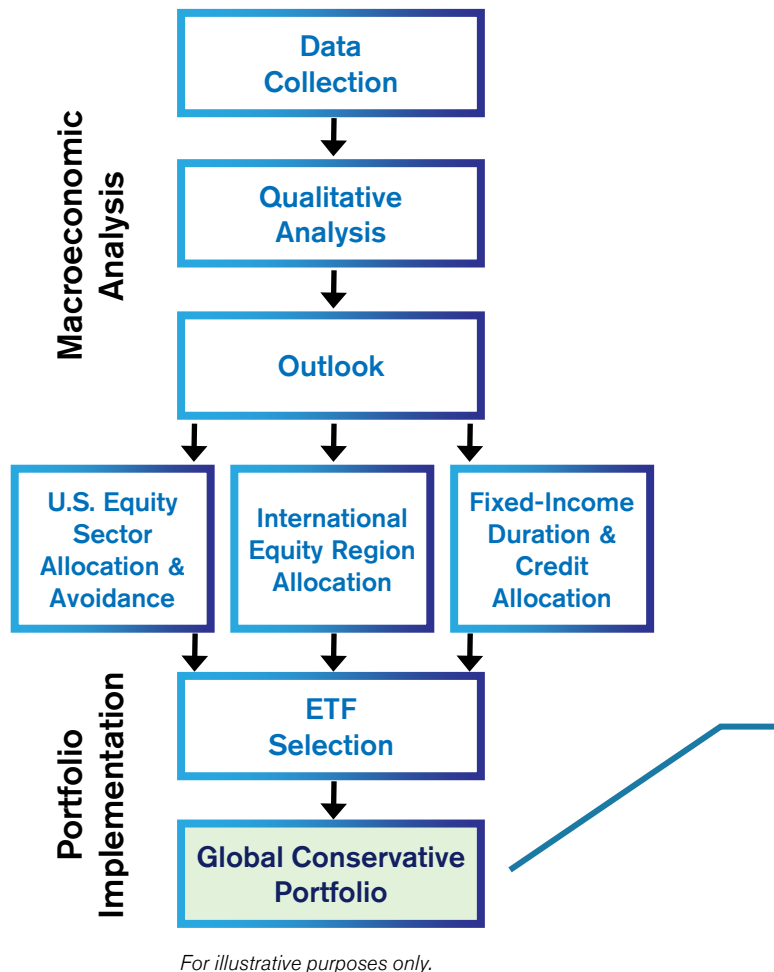 Macroeconomic
Analysis
Data
Collection
Qualitative
Analysis
Outlook
U.S. Equity
Sector
Allocation &
Avoidance
International
Equity Region
Allocation
Fixed-Income
Duration &
Credit
Allocation
Portfolio
Implementation
ETF
Selection
Global Conservative
Portfolio
For illustrative purposes only.